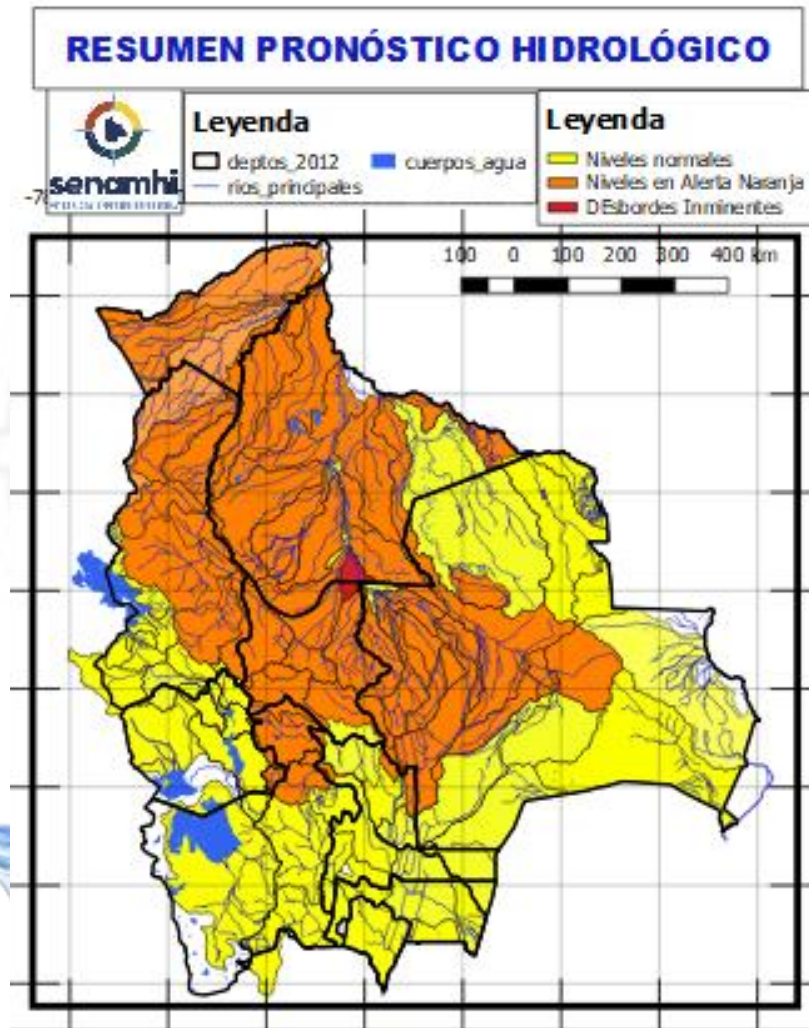 RESUMEN PRONÓSTICO HIDROLÓGICO
senamhi
Leyenda
deptos_2012
cuerpos_agua
rios_principales
Leyenda
Niveles normales
Niveles en Alerta Naranja
DEsbordes Inminentes
100 0 100 200 300 400 km